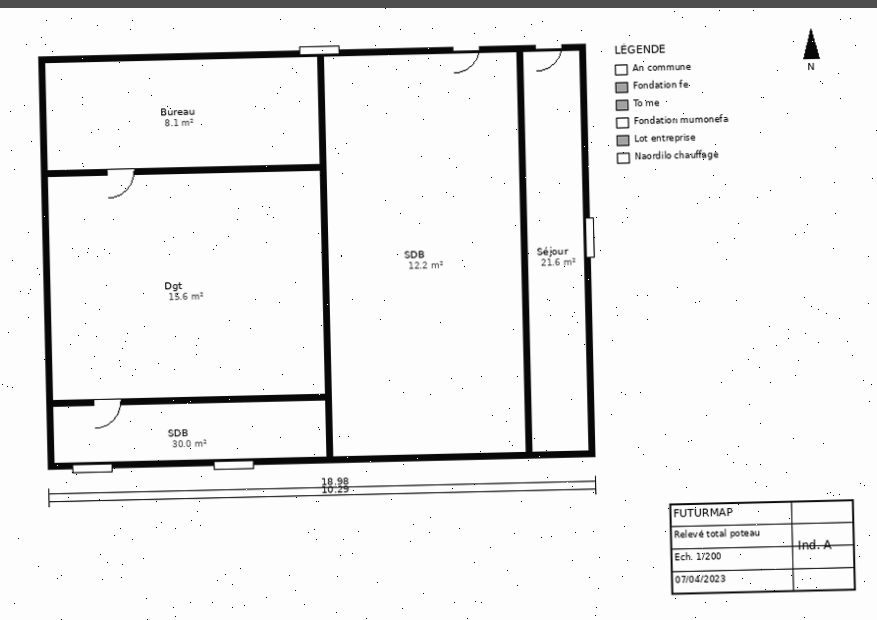 LÉGENDE
An commune
Fondation fe
To me
Fondation mumonefa
Lot entreprise
Naordilo chauffage
N
Bureau
8.1 m²
SDB
12.2 m²
Séjour
21.6 m²
Dgt
15.6 m²
SDB
30.0 m²
18.98
10.29
FUTURMAP
Relevé total poteau
Ind. A
Ech. 1/200
07/04/2023